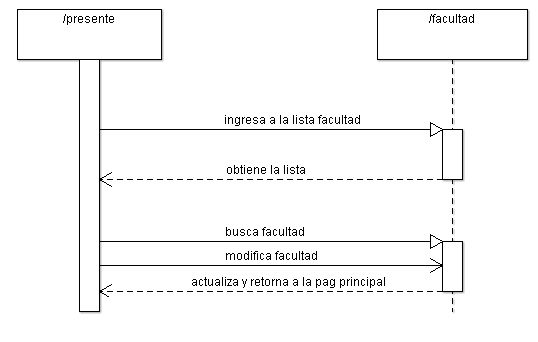 /presente
/facultad
ingresa a la lista facultad
obtiene la lista
busca facultad
modifica facultad
actualiza y retorna a la pag principal